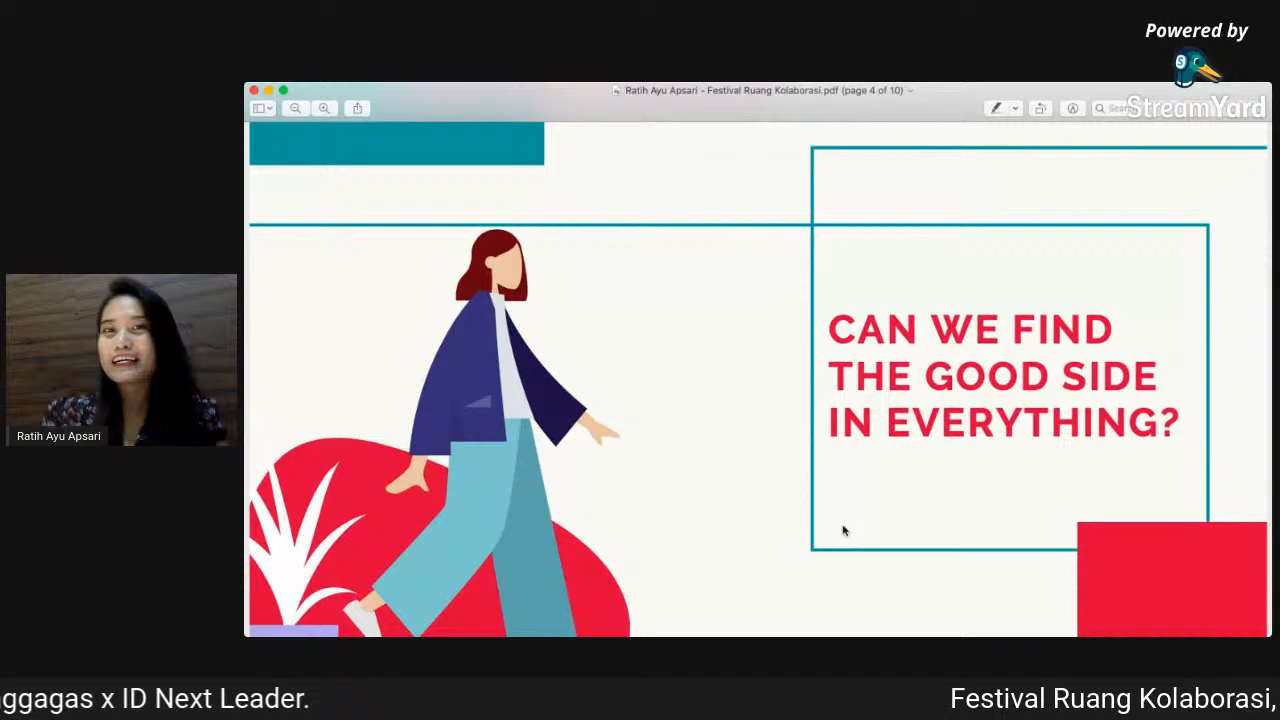 Powered by
StreamYard
Ratih Ayu Apsari - Festival Ruang Kolaborasi.pdf (page 4 of 10)
CAN WE FIND
THE GOOD SIDE
IN EVERYTHING?
Ratih Ayu Apsari
ggagas x ID Next Leader.
Festival Ruang Kolaborasi,